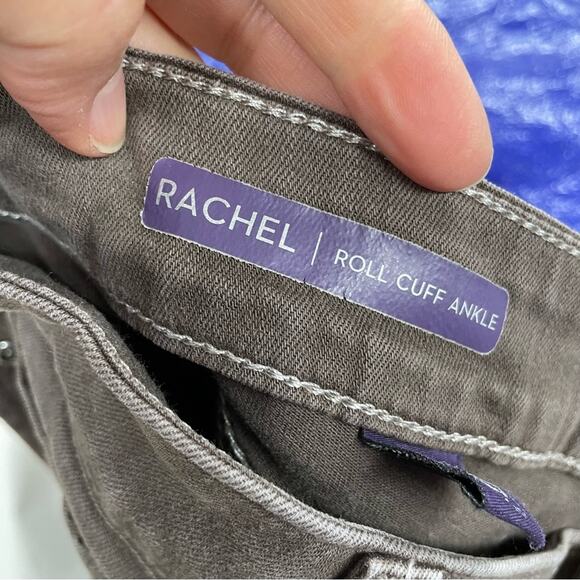 RACHEL | ROLL CUFF ANKLE